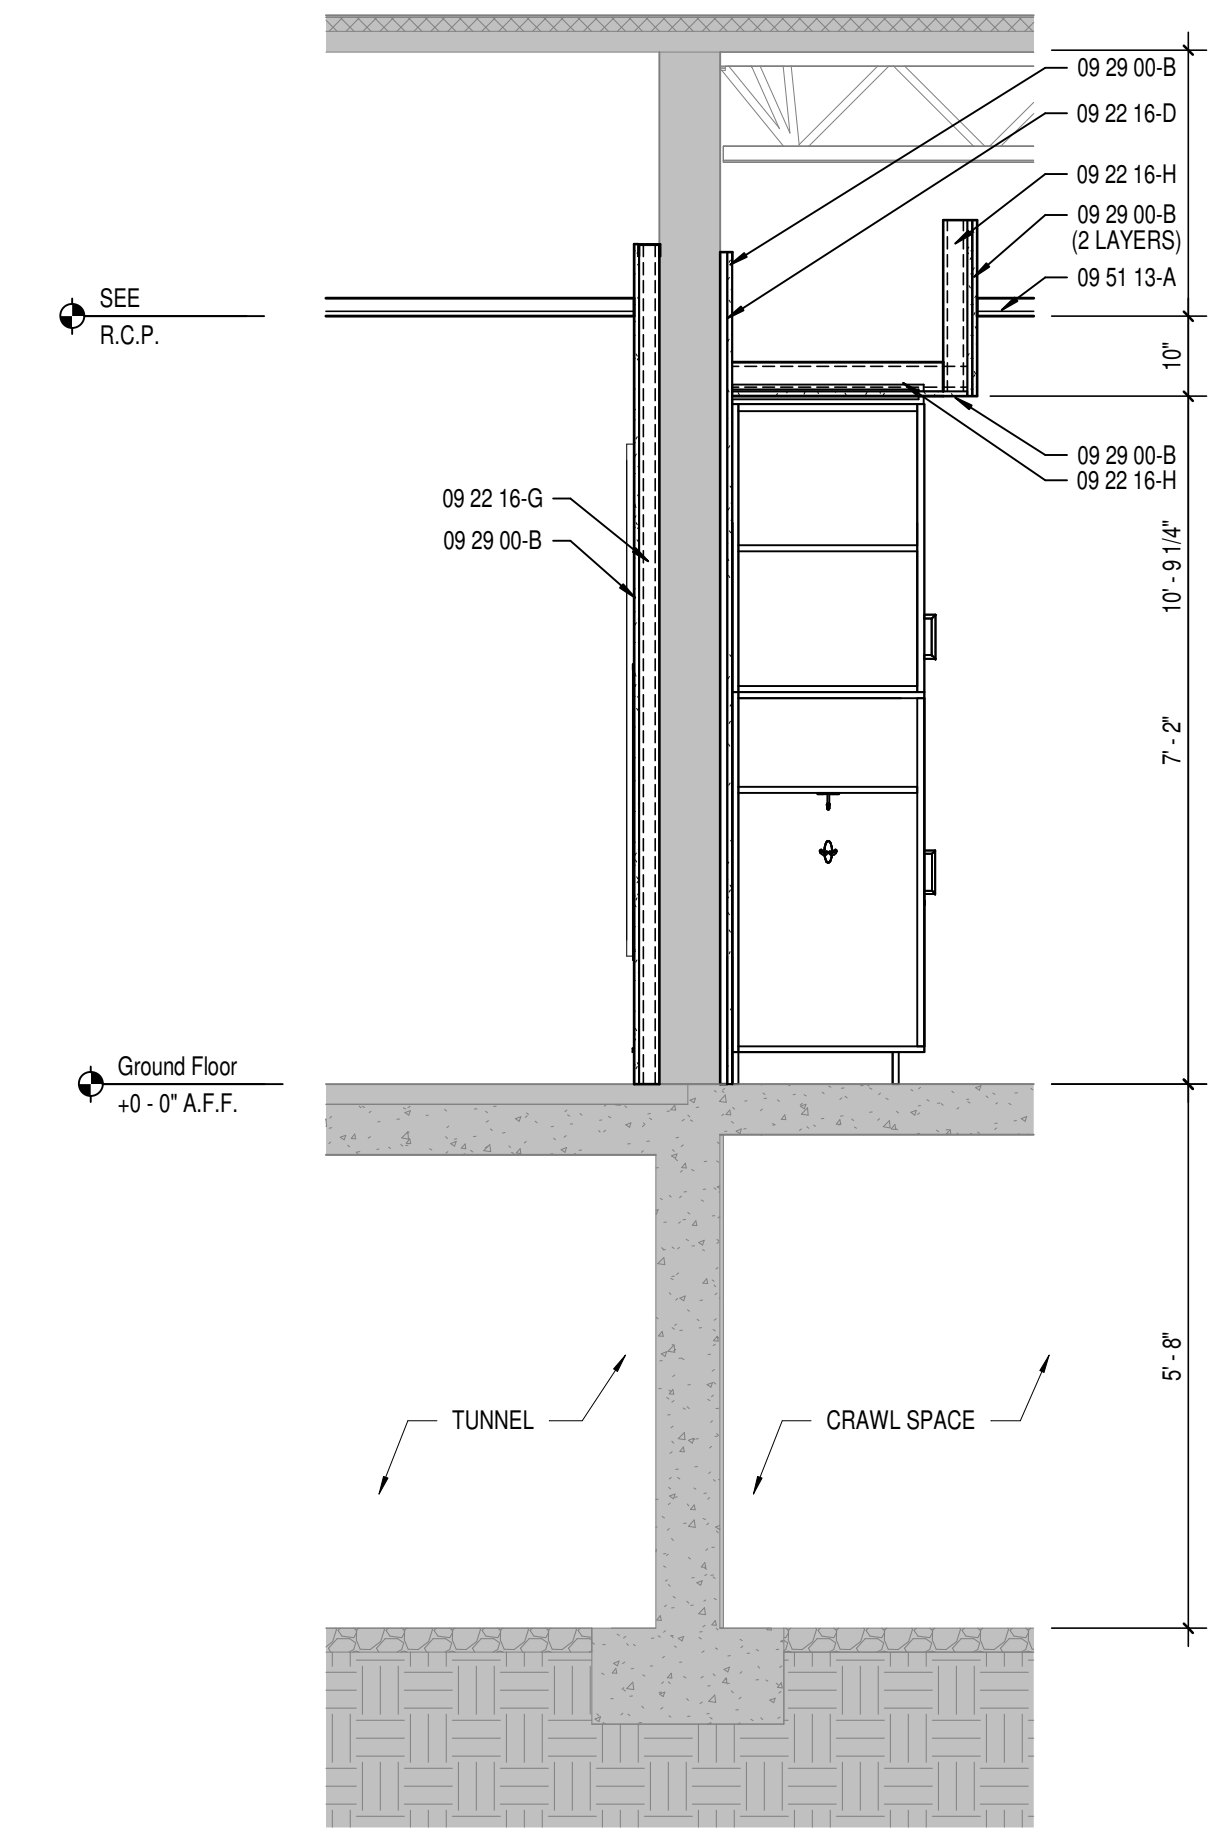 09 29 00-B
09 22 16-D
09 22 16-H
09 29 00-B
(2 LAYERS)
09 51 13-A
SEE
R.C.P.
10"
09 29 00-B
09 22 16-H
09 22 16-G
09 29 00-B
10' - 9 1/4"
7' - 2"
Ground Floor
+0 - 0" A.F.F.
5' - 8"
TUNNEL
CRAWL SPACE